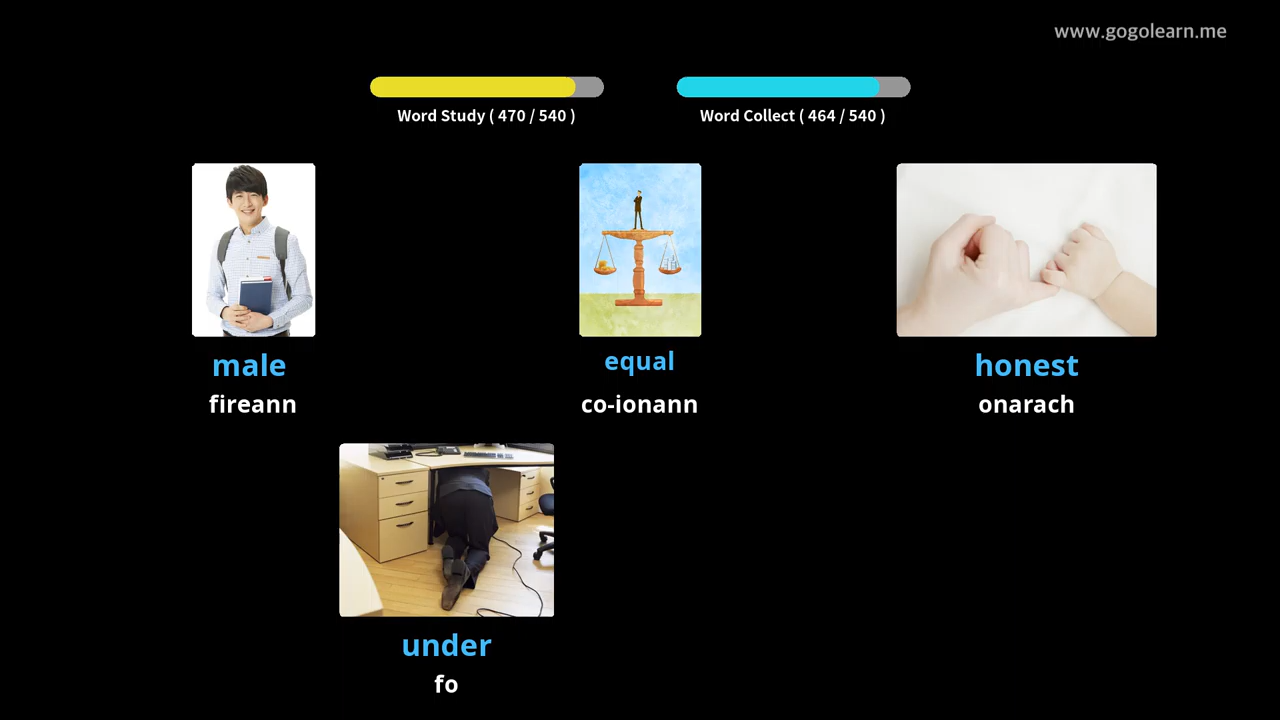 www.gogolearn.me
Word Study ( 470 / 540 )
Word Collect ( 464 / 540 )
male
fireann
equal
co-ionann
honest
onarach
under
fo